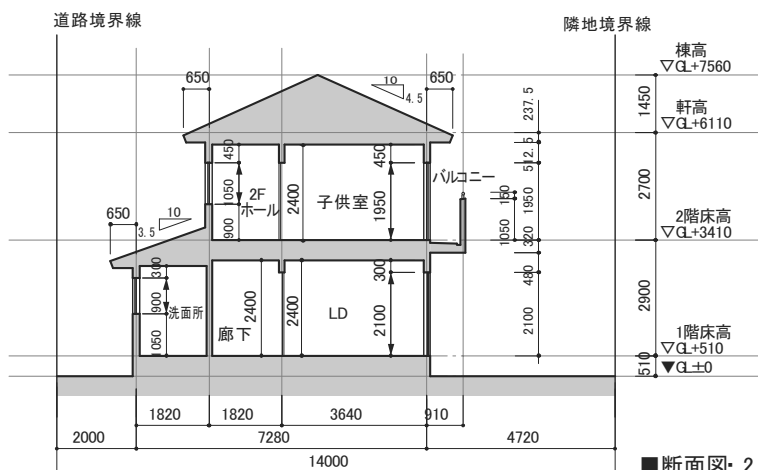 道路境界線
隣地境界線
棟高
▽GL+7560
650
10
4.5
650
237.5
1450
軒高
▽GL+6110
450
1050
900
2F
ホール
2400
子供室
450
1950
バルコニー
512.5
150
1050
1950
320
2700
2階床高
▽GL+3410
650
10
3.5
300
900
1050
洗面所
廊下
2400
2400
LD
300
2100
480
2100
2900
1階床高
▽GL+510
510
▼GL±0
1820
1820
3640
910
2000
7280
4720
14000
■断面図・2